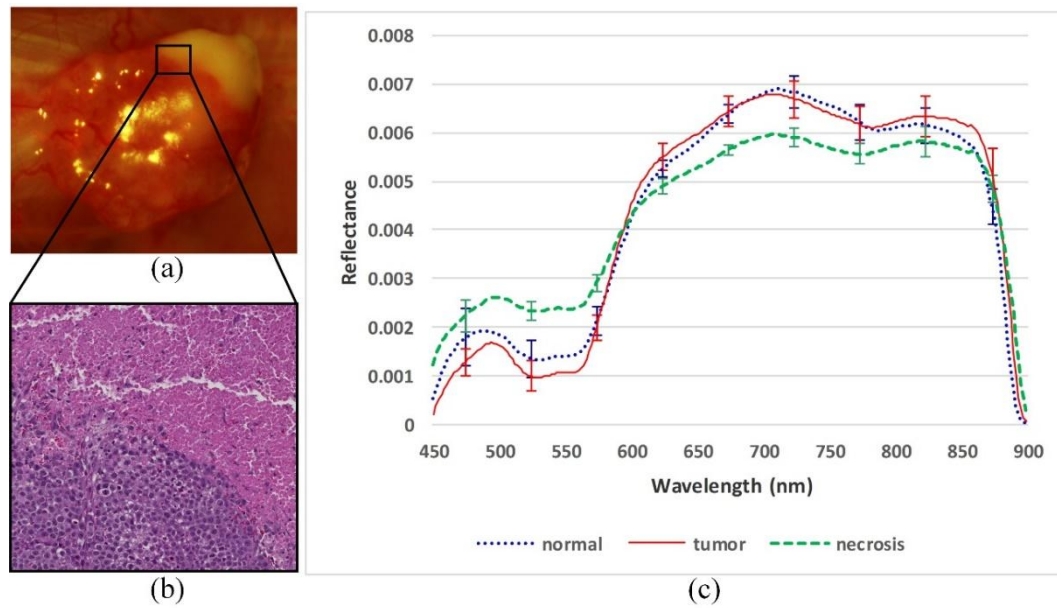 (a)
(b)
0.008
0.007
0.006
0.005
0.004
0.003
0.002
0.001
0
Reflectance
450 500 550 600 650 700 750 800 850 900
Wavelength (nm)
normal tumor necrosis
(c)